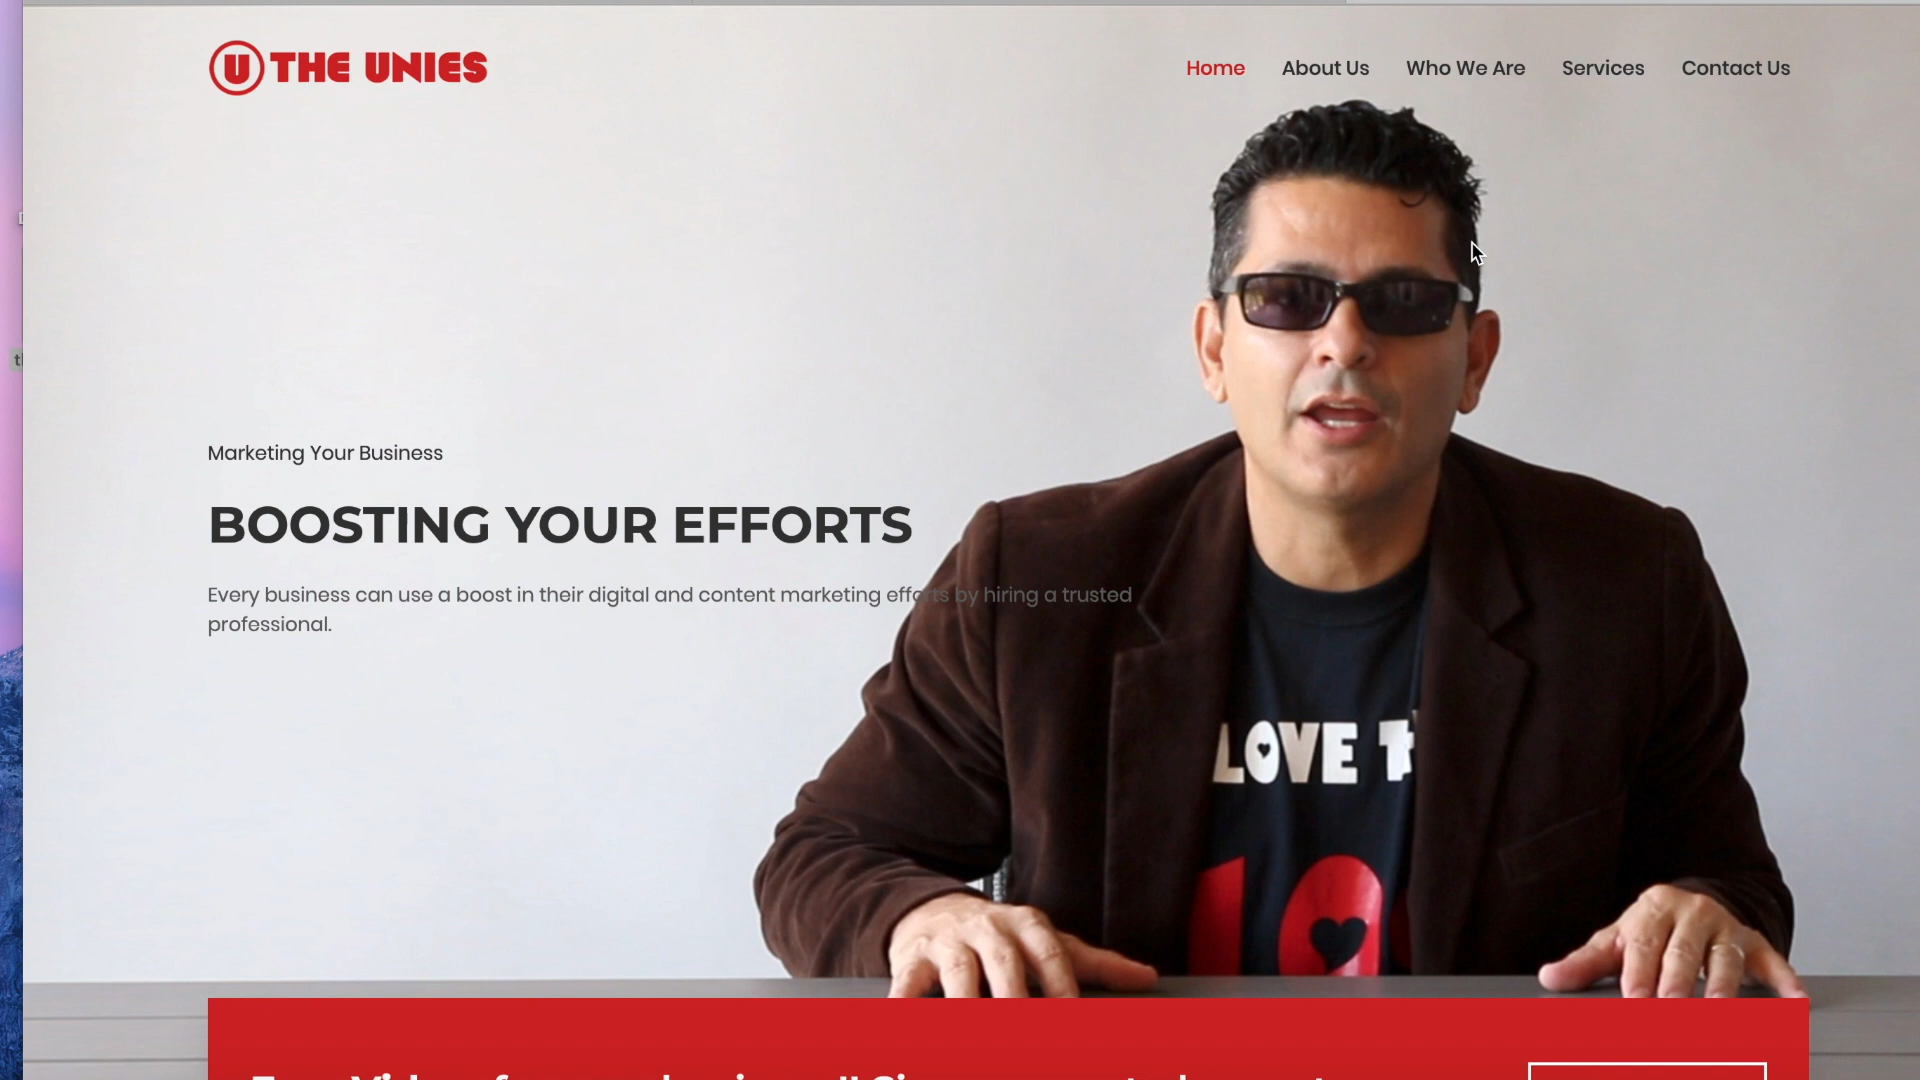 U THE UNIES
Home About Us Who We Are Services Contact Us
Marketing Your Business
BOOSTING YOUR EFFORTS
Every business can use a boost in their digital and content marketing efforts by hiring a trusted
professional.
LOVE